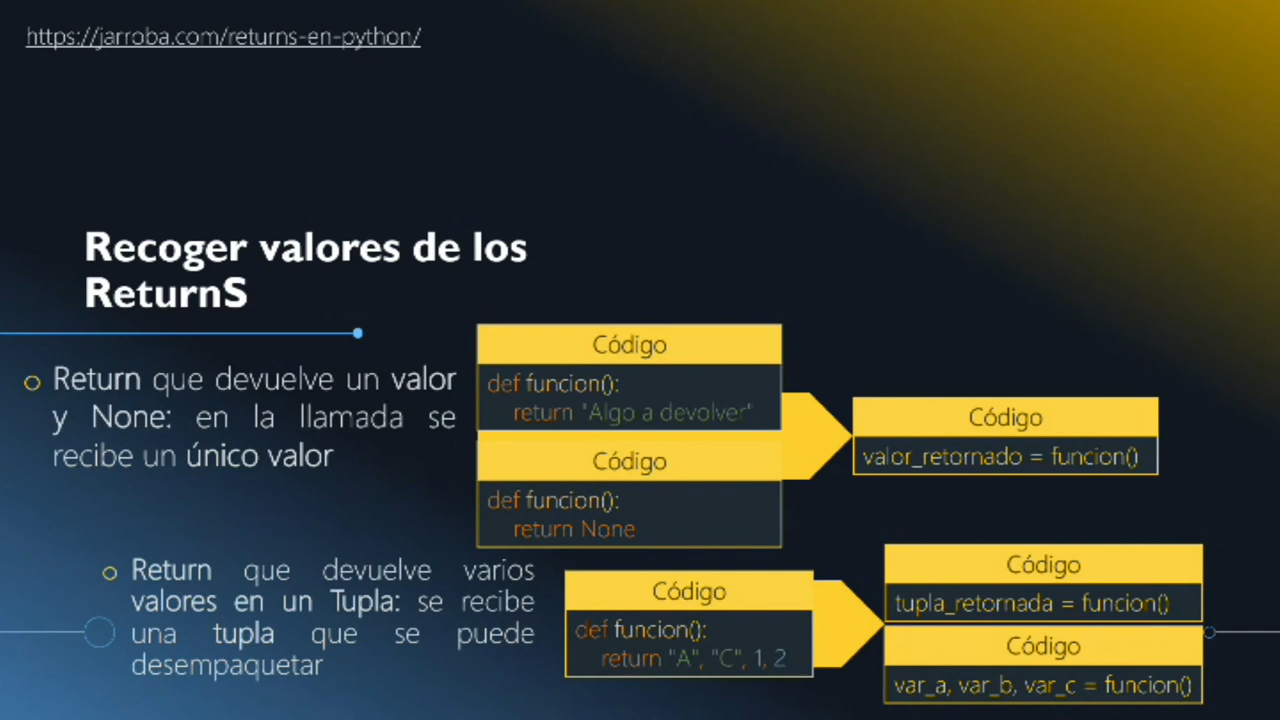 https://jarroba.com/returns-en-python/
Recoger valores de los
ReturnS
Return que devuelve un valor
y None: en la llamada se
recibe un único valor
Código
def funcion():
return "Algo a devolver"
Código
def funcion():
return None
Código
valor_retornado = funcion()
Return que devuelve varios
valores en un Tupla: se recibe
una tupla que se puede
desempaquetar
Código
def funcion():
return "A", "C", 1, 2
Código
tupla_retornada = funcion()
Código
var_a, var_b, var_c = funcion()